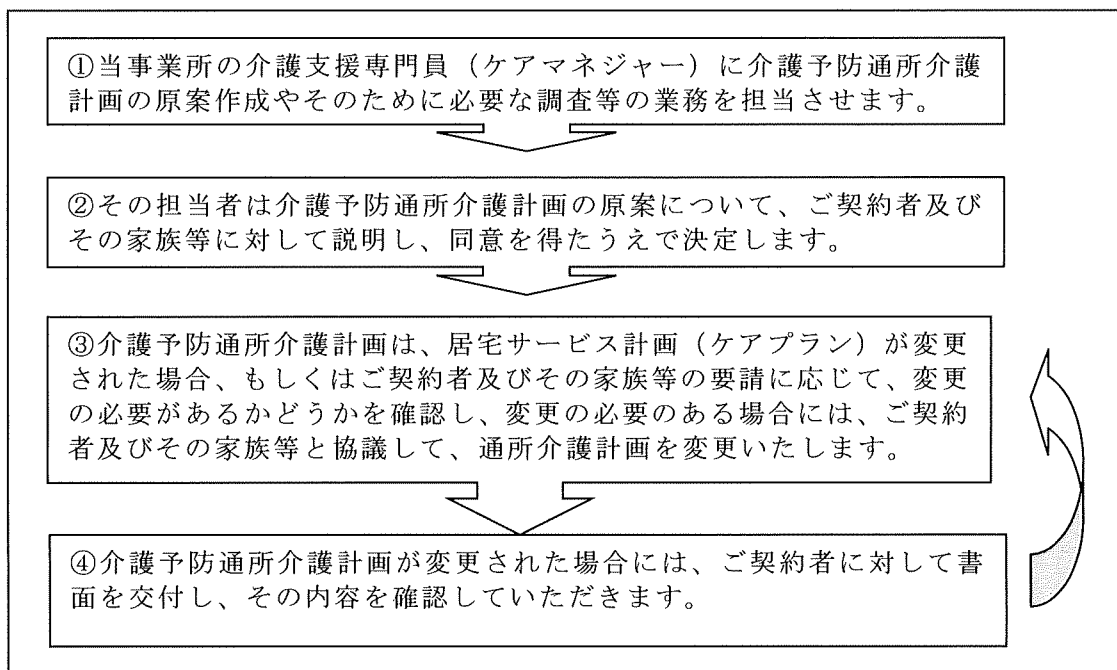 ①当事業所の介護支援専門員（ケアマネジャー）に介護予防通所介護
計画の原案作成やそのために必要な調査等の業務を担当させます。
②その担当者は介護予防通所介護計画の原案について、ご契約者及び
その家族等に対して説明し、同意を得たうえで決定します。
③介護予防通所介護計画は、居宅サービス計画（ケアプラン）が変更
された場合、もしくはご契約者及びその家族等の要請に応じて、変更
の必要があるかどうかを確認し、変更の必要のある場合には、ご契約
者及びその家族等と協議して、通所介護計画を変更いたします。
④介護予防通所介護計画が変更された場合には、ご契約者に対して書
面を交付し、その内容を確認していただきます。